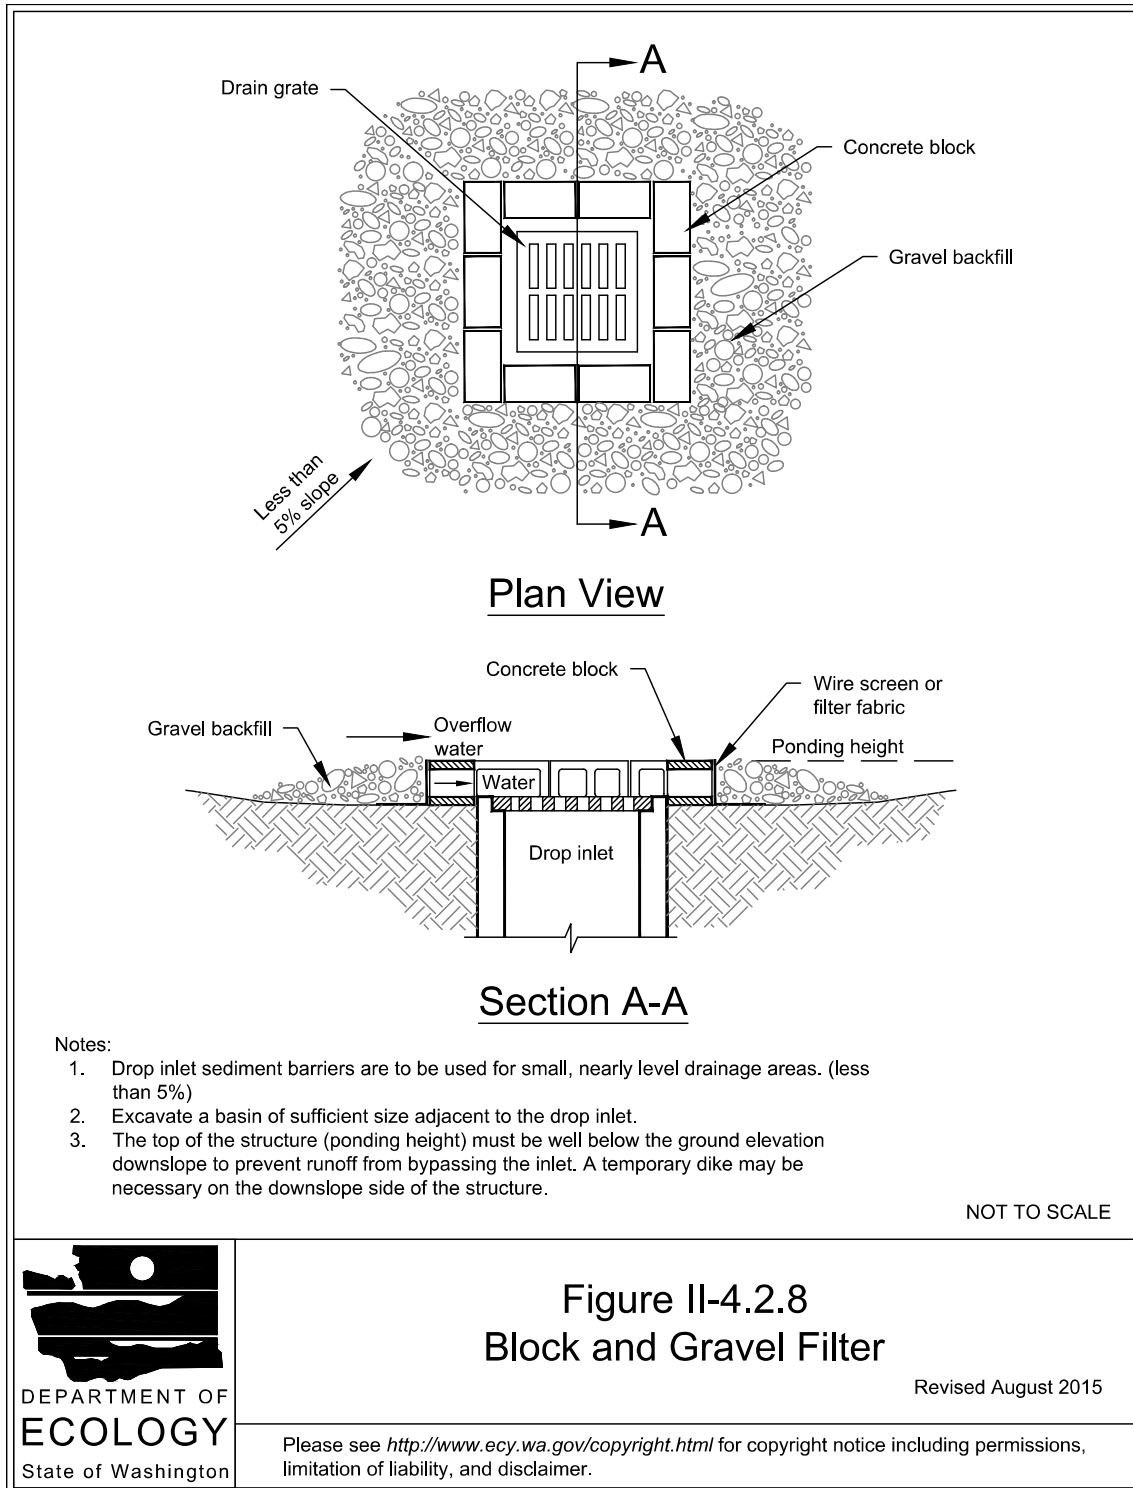 A
Drain grate
Concrete block
Gravel backfill
Less than
5% slope
A
Plan View
Concrete block
Wire screen or
filter fabric
Gravel backfill
Overflow
water
Ponding height
Water
Drop inlet
Section A-A
Notes:
1. Drop inlet sediment barriers are to be used for small, nearly level drainage areas. (less
than 5%)
2. Excavate a basin of sufficient size adjacent to the drop inlet.
3. The top of the structure (ponding height) must be well below the ground elevation
downslope to prevent runoff from bypassing the inlet. A temporary dike may be
necessary on the downslope side of the structure.
NOT TO SCALE
DEPARTMENT OF
ECOLOGY
State of Washington
Figure II-4.2.8
Block and Gravel Filter
Revised August 2015
Please see http://www.ecy.wa.gov/copyright.html for copyright notice including permissions,
limitation of liability, and disclaimer.